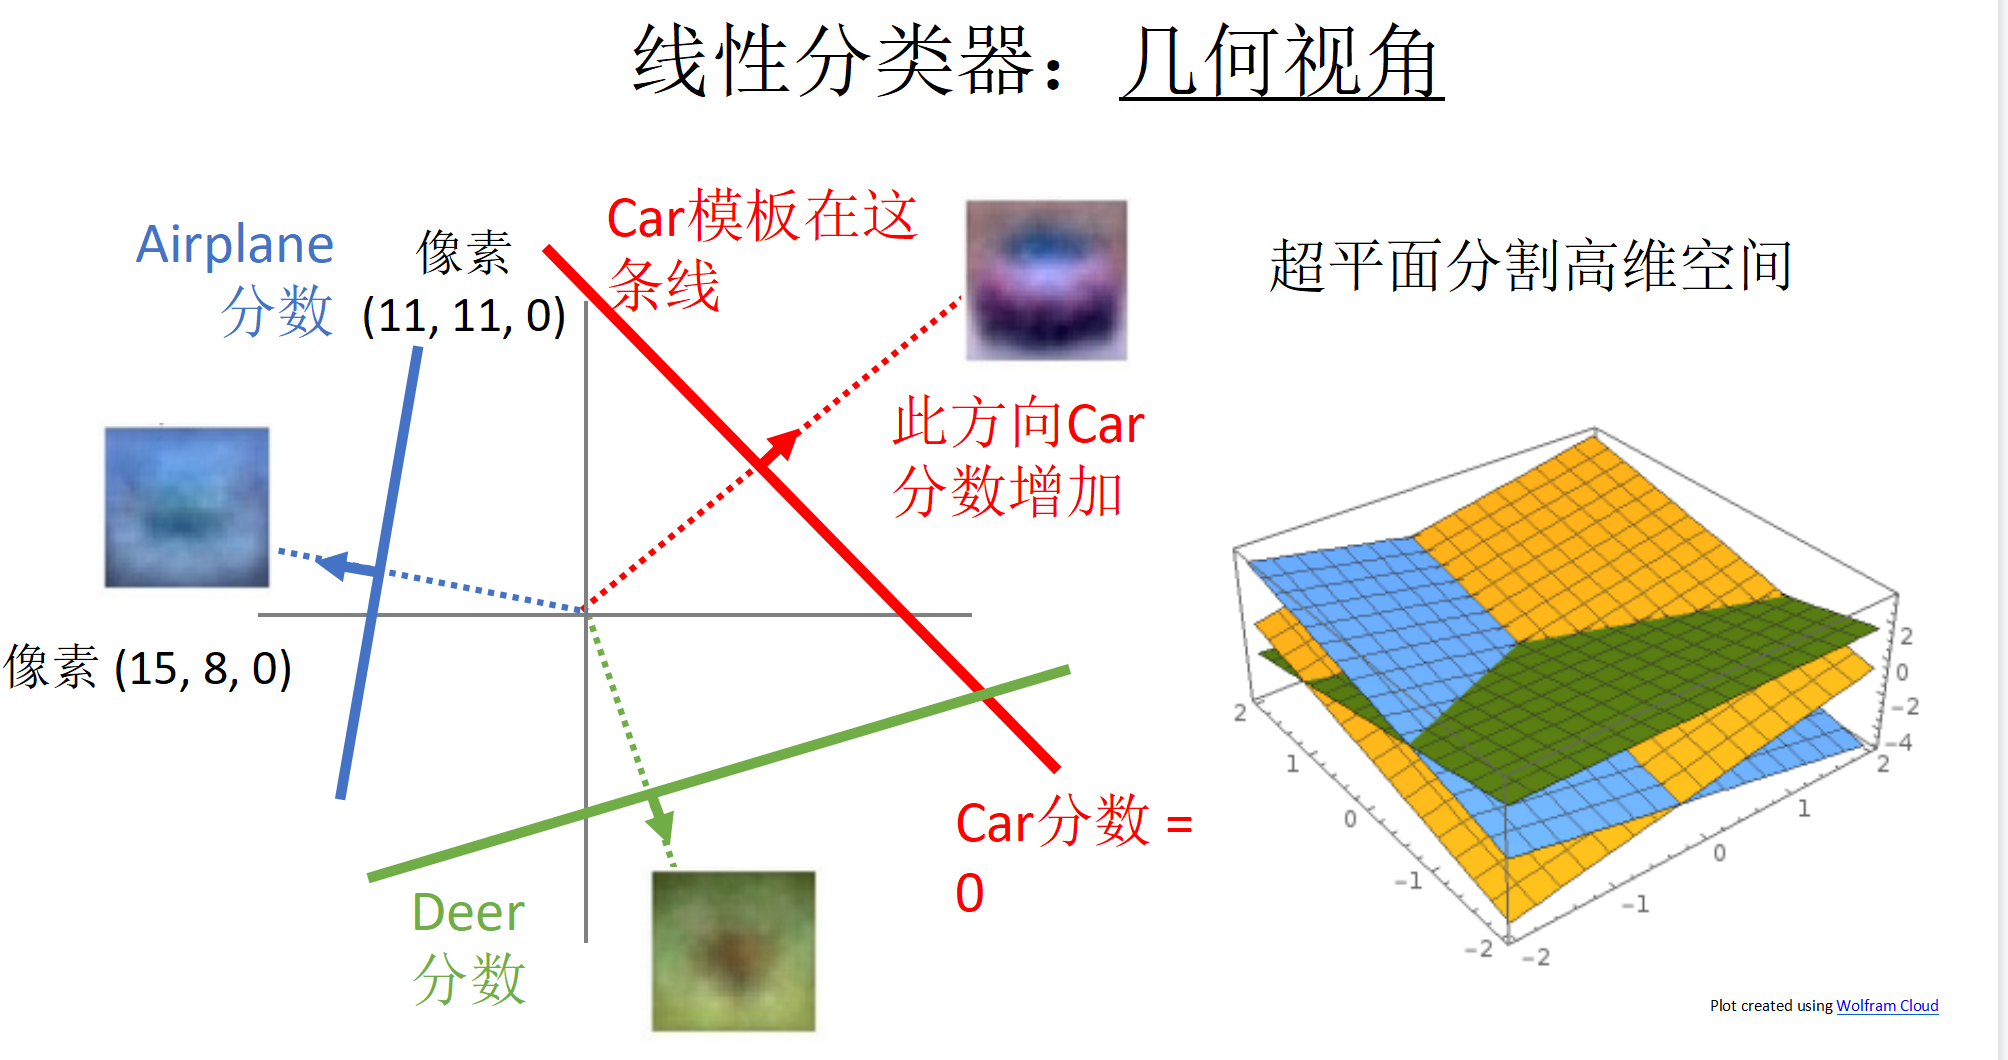 线性分类器：几何视角
Airplane
分数
像素
(11, 11, 0)
Car模板在这
条线
超平面分割高维空间
此方向Car
分数增加
像素 (15, 8, 0)
Car分数 =
0
Deer
分数
2
1
0
-1
-2
-2
-1
0
1
2
2
0
-2
-4
Plot created using Wolfram Cloud